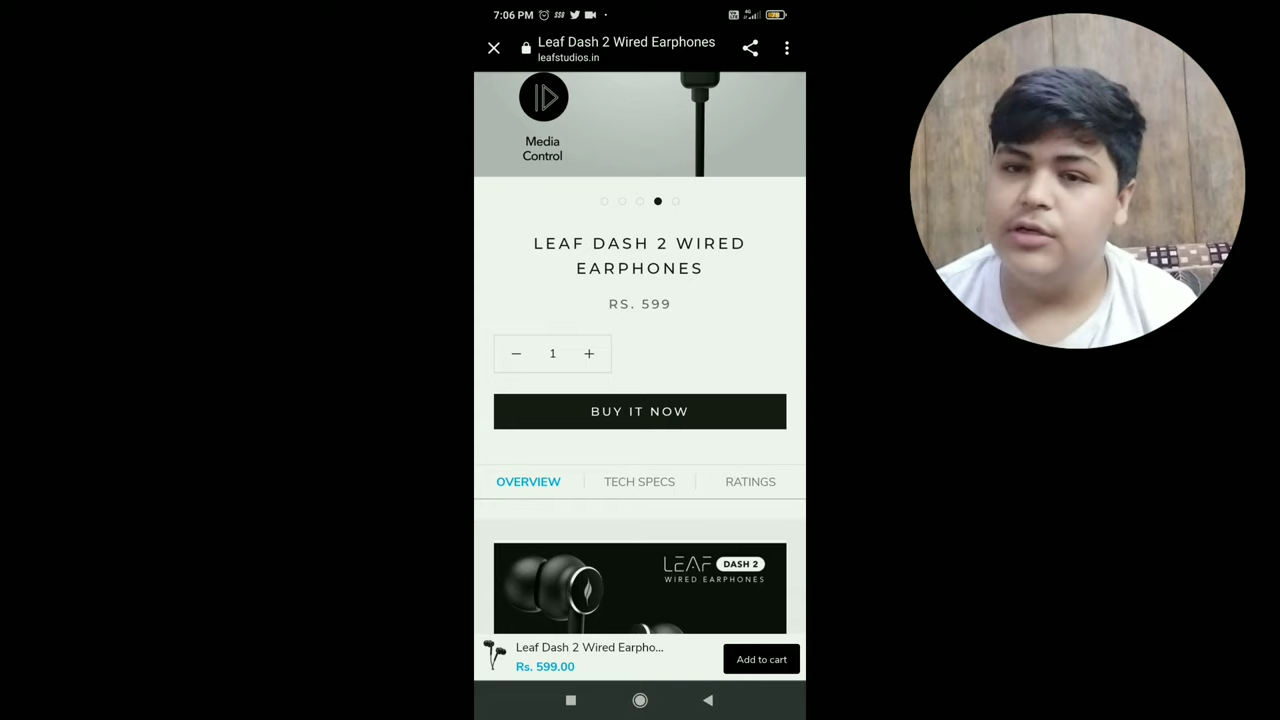 7:06 PM
Leaf Dash 2 Wired Earphones
leafstudios.in
Media
Control
LEAF DASH 2 WIRED
EARPHONES
RS. 599
− 1 +
BUY IT NOW
OVERVIEW
TECH SPECS
RATINGS
LEAF DASH 2
WIRED EARPHONES
Leaf Dash 2 Wired Earpho...
Rs. 599.00
Add to cart